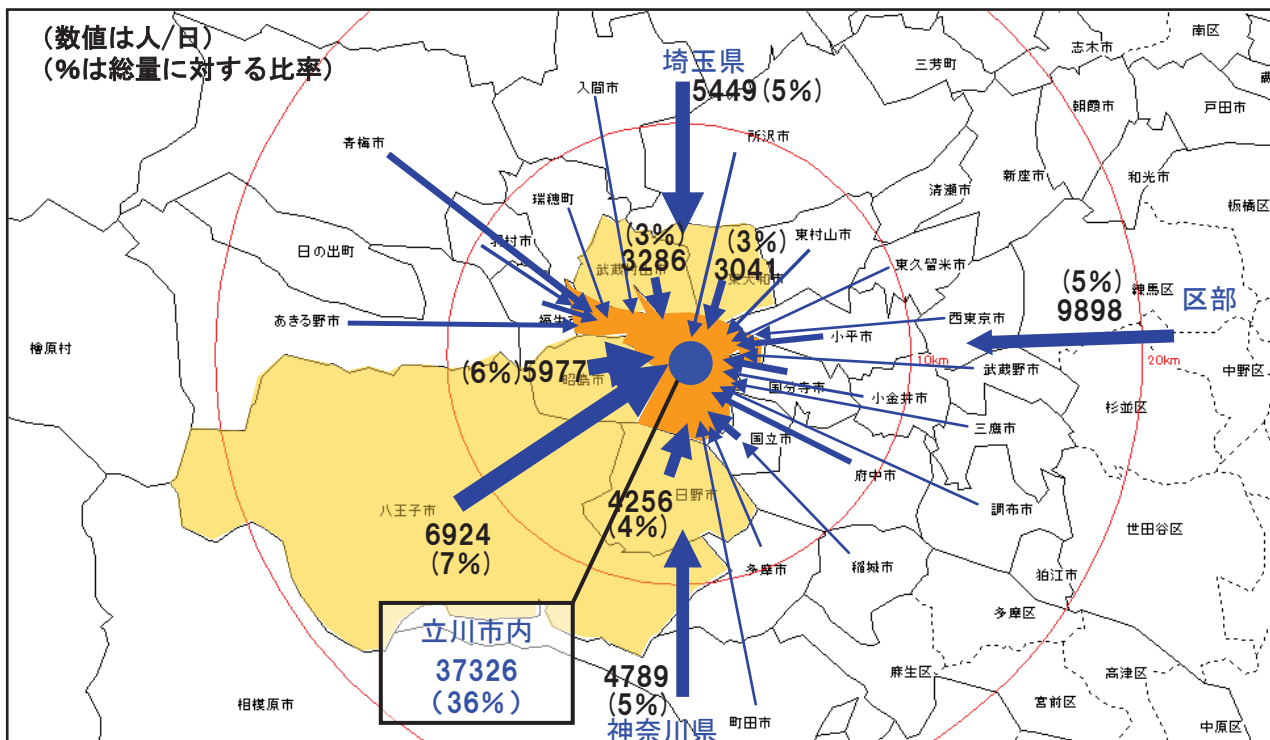 (数値は人/日)
(%は総量に対する比率)
埼玉県
5449(5%)
南区
志木市
三芳町
入間市
朝霞市
戸田市
所沢市
青梅市
清瀬市
新座市
和光市
板橋区
瑞穂町
羽村市
日の出町
(3%)
3286
武蔵村山市
(3%)
3041
東大和市
東村山市
東久留米市
(5%)
9898
練馬区
区部
あきる野市
福生市
西東京市
小平市
檜原村
10km
20km
武蔵野市
中野区
(6%)5977
昭島市
国分寺市
小金井市
杉並区
三鷹市
国立市
府中市
八王子市
6924
(7%)
4256
(4%)
日野市
調布市
世田谷区
多摩市
稲城市
狛江市
多摩区
立川市内
37326
(36%)
4789
(5%)
神奈川県
相模原市
町田市
麻生区
高津区
宮前区
中原区